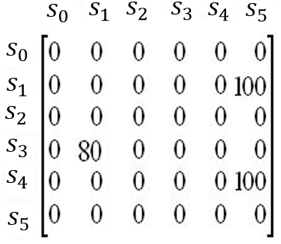 S0 S1 S2 S3 S4 S5
S0 0 0 0 0 0 0
S1 0 0 0 0 0 100
S2 0 0 0 0 0 0
S3 0 80 0 0 0 0
S4 0 0 0 0 0 100
S5 0 0 0 0 0 0